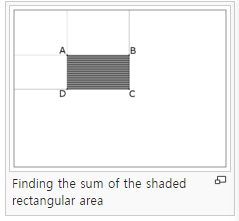 A B
D C
Finding the sum of the shaded
rectangular area